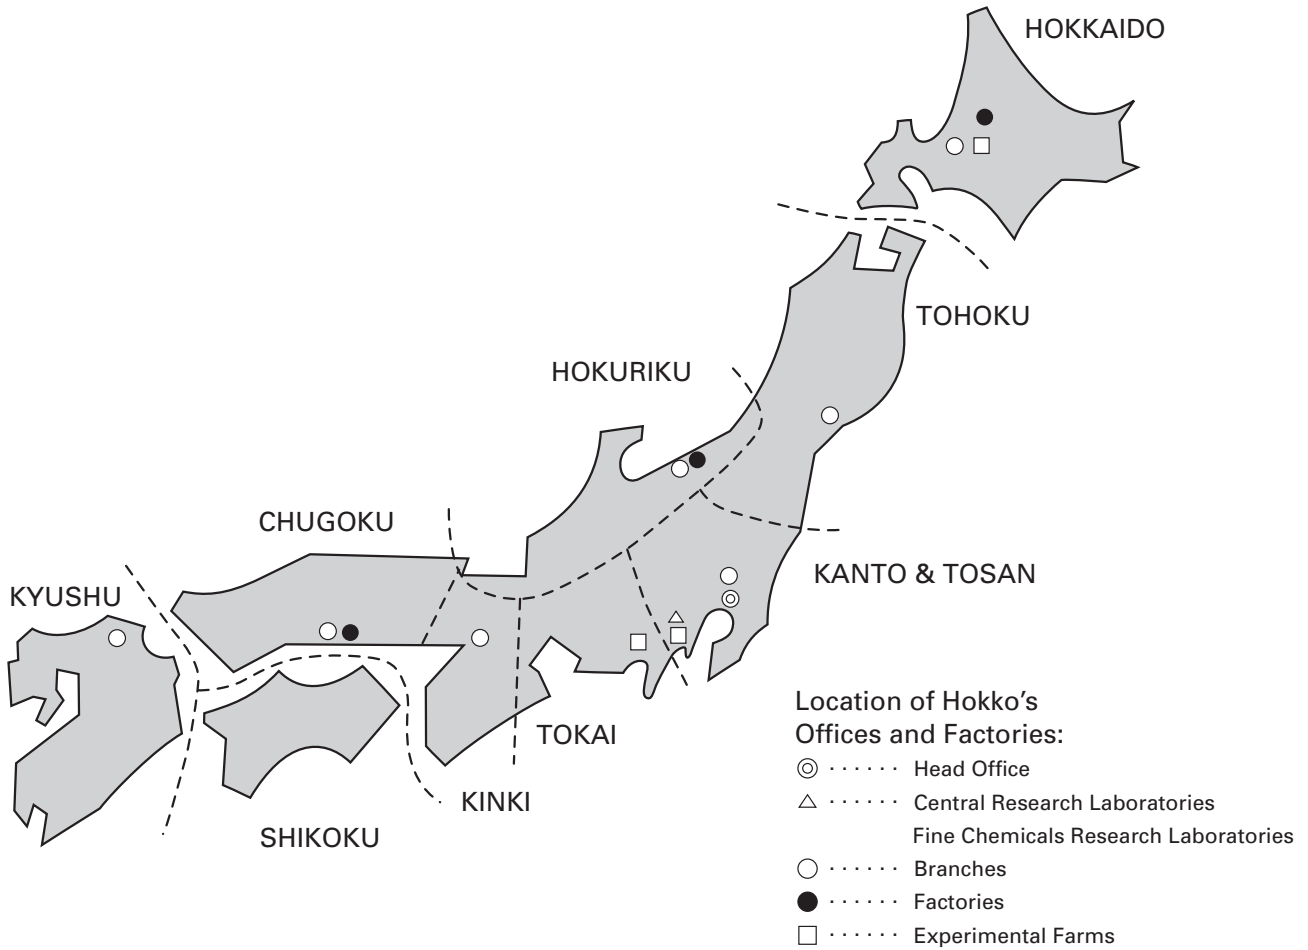 HOKKAIDO
TOHOKU
HOKURIKU
CHUGOKU
KANTO & TOSAN
KYUSHU
TOKAI
KINKI
SHIKOKU
Location of Hokko's
Offices and Factories:
······ Head Office
······ Central Research Laboratories
Fine Chemicals Research Laboratories
······ Branches
······ Factories
······ Experimental Farms